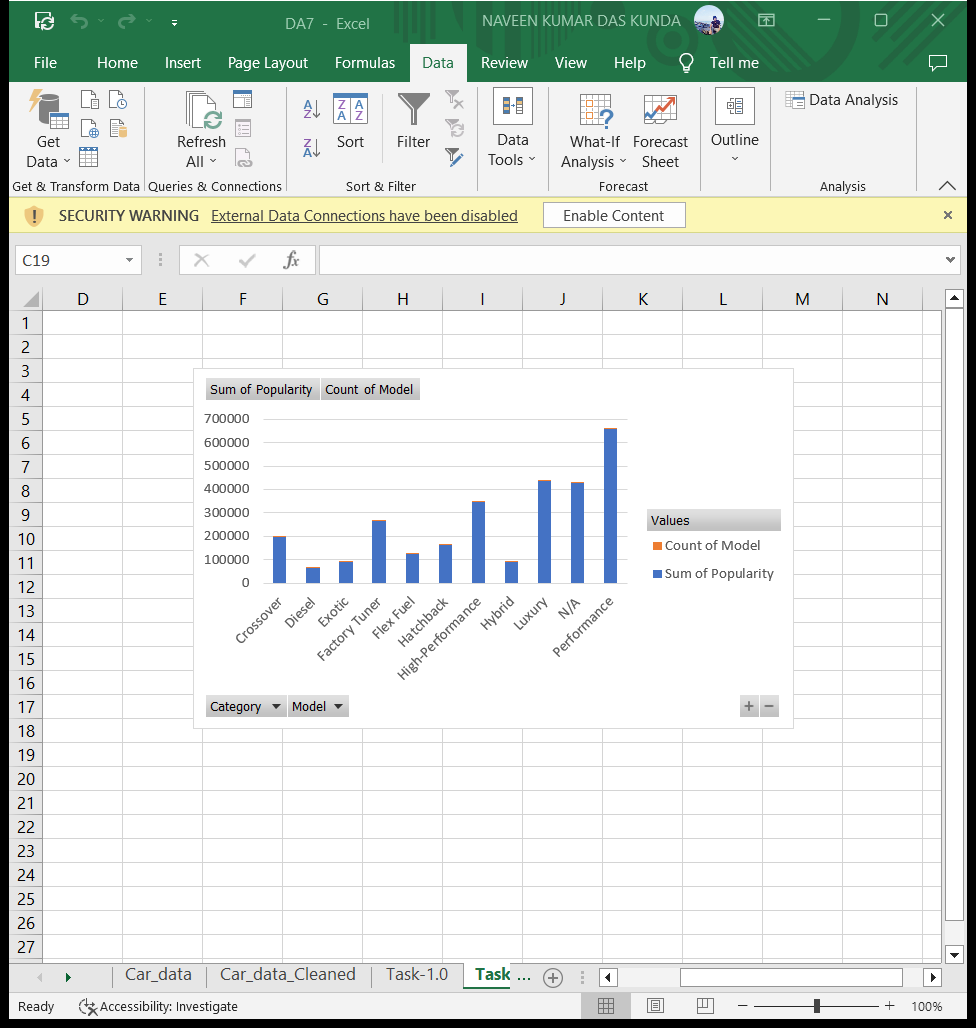 DA7 - Excel
NAVEEN KUMAR DAS KUNDA
File Home Insert Page Layout Formulas Data Review View Help Tell me
Get Data
Refresh All
Z A
A Z
Sort
Filter
Data Tools
What-If Analysis
Forecast Sheet
Outline
Data Analysis
Get & Transform Data Queries & Connections Sort & Filter Forecast Analysis
SECURITY WARNING External Data Connections have been disabled Enable Content
C19 fx
D E F G H I J K L M N
1
2
3
4
5
6
7
8
9
10
11
12
13
14
15
16
17
18
19
20
21
22
23
24
25
26
27
Sum of Popularity Count of Model
700000
600000
500000
400000
300000
200000
100000
0
Crossover
Diesel
Exotic
Factory Tuner
Flex Fuel
Hatchback
High-Performance
Hybrid
Luxury
N/A
Performance
Values
Count of Model
Sum of Popularity
Category Model + −
Car_data Car_data_Cleaned Task-1.0 Task ...
Ready Accessibility: Investigate − + 100%